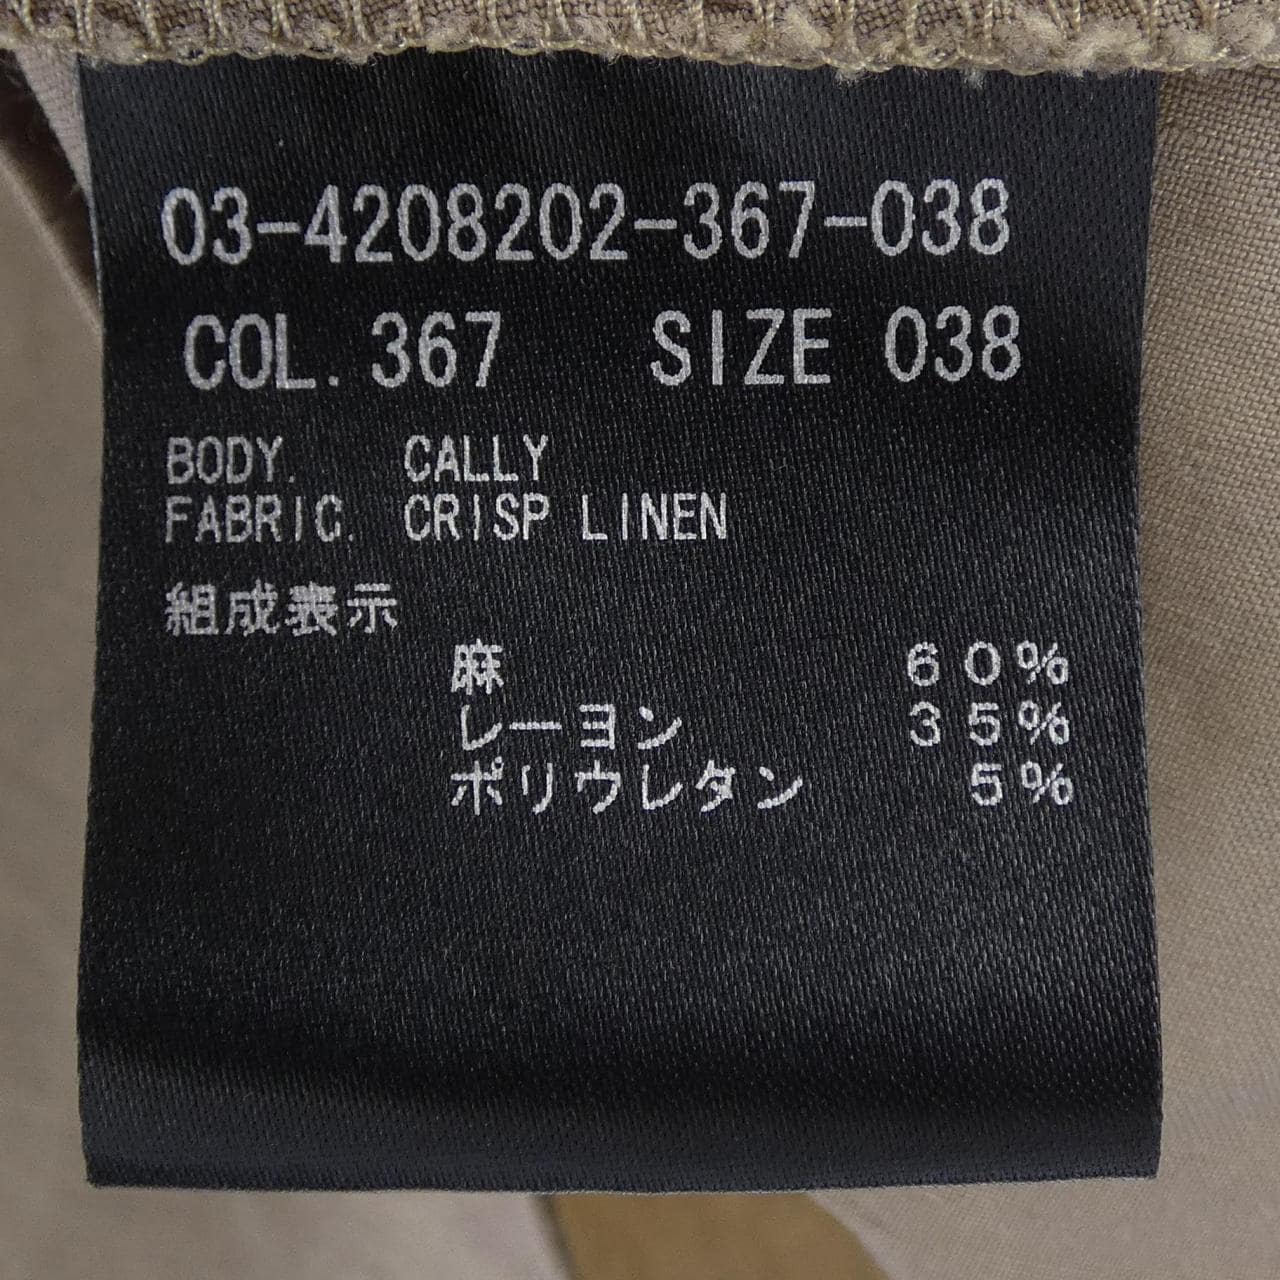 03-4208202-367-038
COL. 367 SIZE 038
BODY. CALLY
FABRIC. CRISP LINEN
組成表示
麻 60%
レーヨン 35%
ポリウレタン 5%